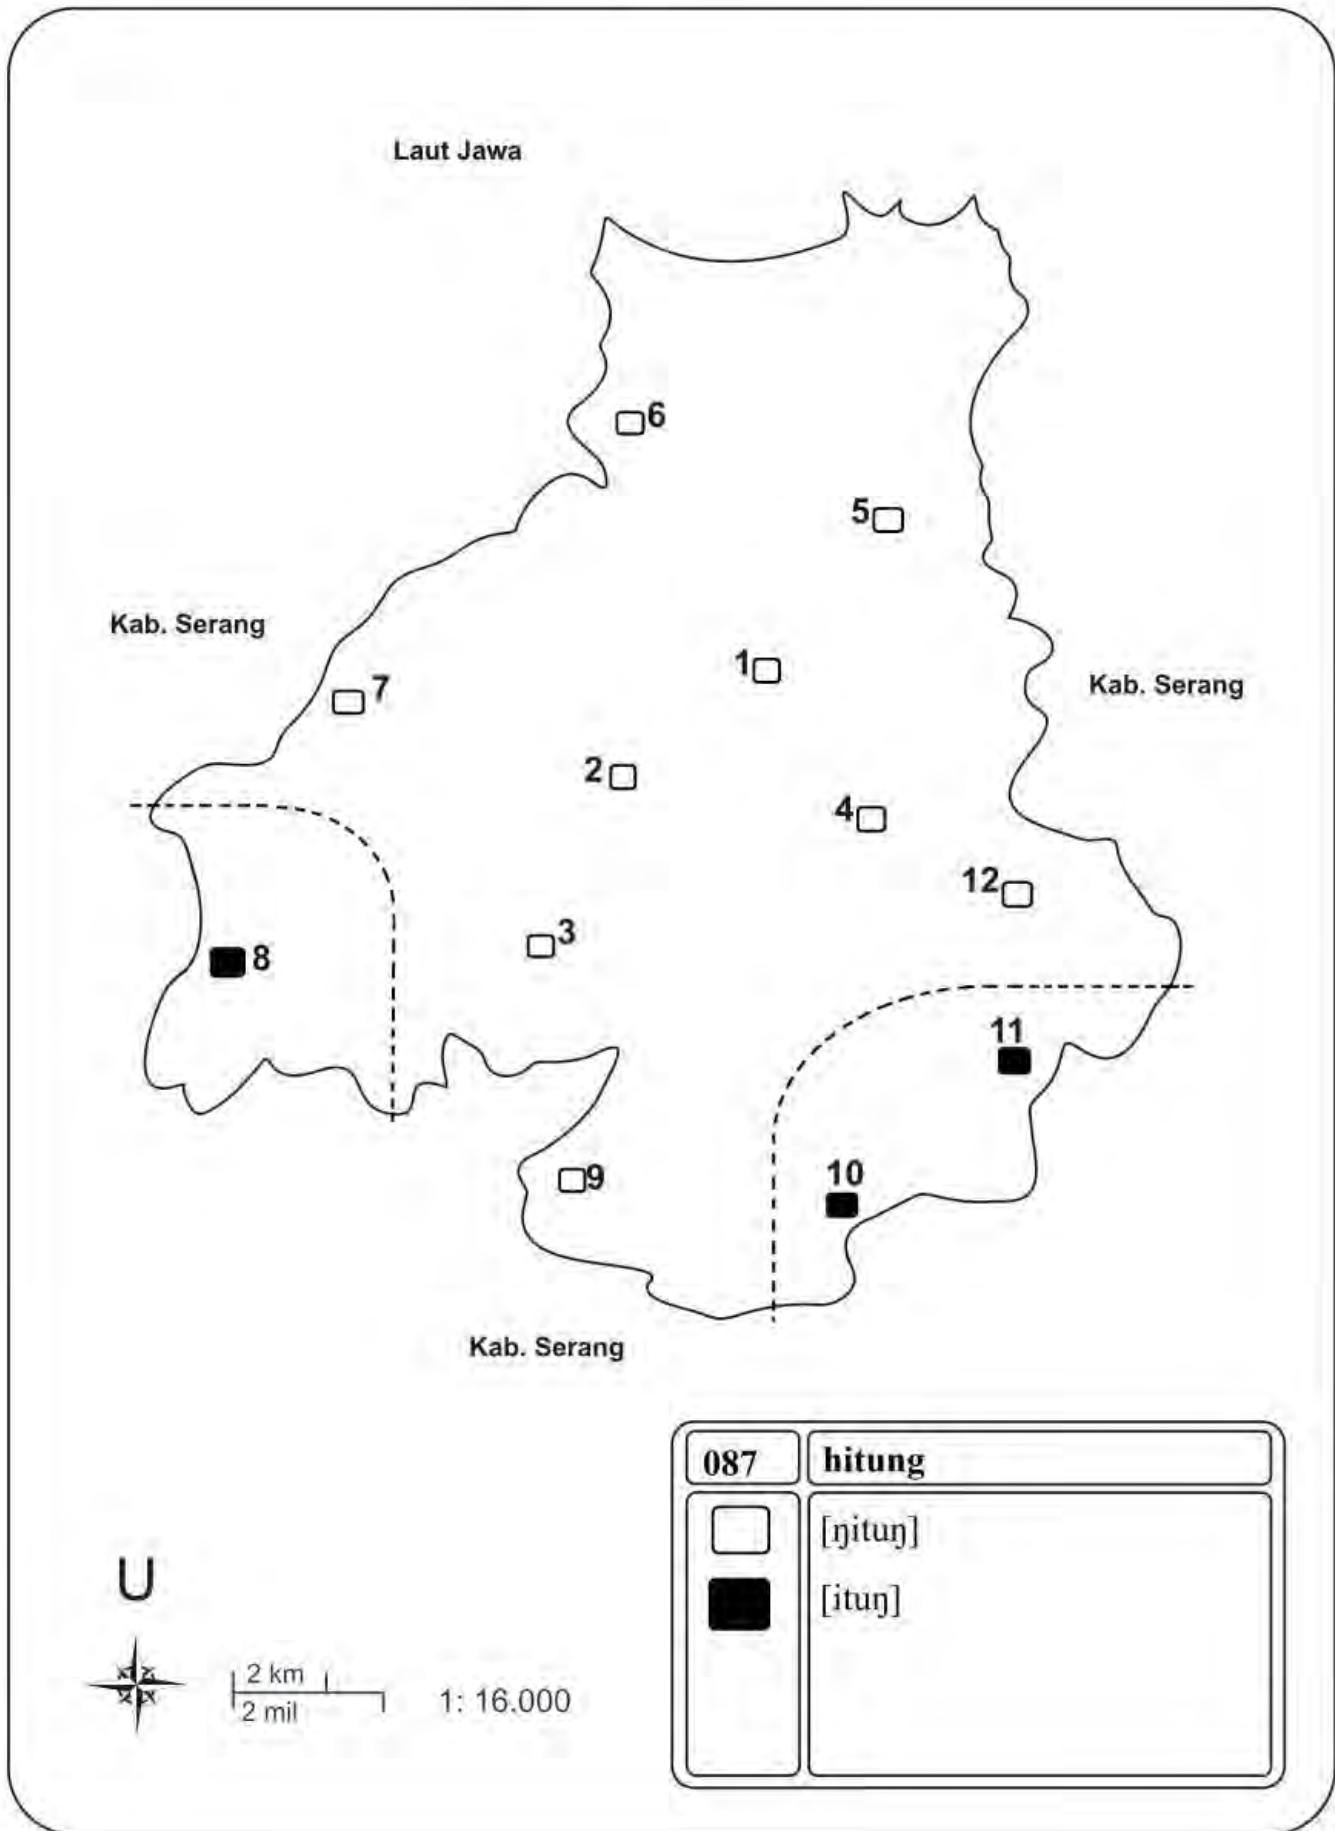 Laut Jawa
6
5
Kab. Serang
1
Kab. Serang
7
2
4
12
3
8
11
9
10
Kab. Serang
087 hitung
[ŋituŋ]
[ituŋ]
U
2 km
2 mil
1: 16.000